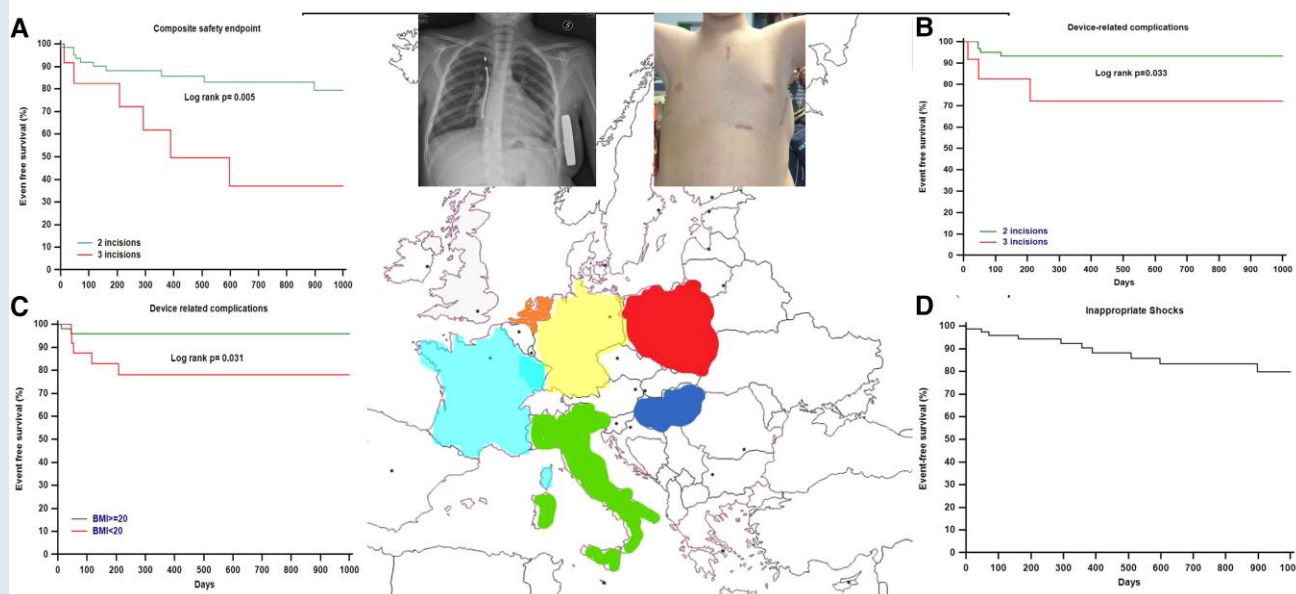 A
Composite safety endpoint
100
90
80
70
60
50
40
30
20
10
0
Even free survival (%)
Log rank p= 0.005
2 incisions
3 incisions
0 100 200 300 400 500 600 700 800 900 1000
B
Device-related complications
100
90
80
70
60
50
40
30
20
10
0
Event free survival (%)
Log rank p=0.033
2 incisions
3 incisions
0 100 200 300 400 500 600 700 800 900 1000
Days
C
Device related complications
100
90
80
70
60
50
40
30
20
10
0
Event free survival (%)
Log rank p= 0.031
BMI>=20
BMI<20
0 100 200 300 400 500 600 700 800 900 1000
Days
D
Inappropriate Shocks
100
90
80
70
60
50
40
30
20
10
0
Event-free survival (%)
0 100 200 300 400 500 600 700 800 900 100
Days